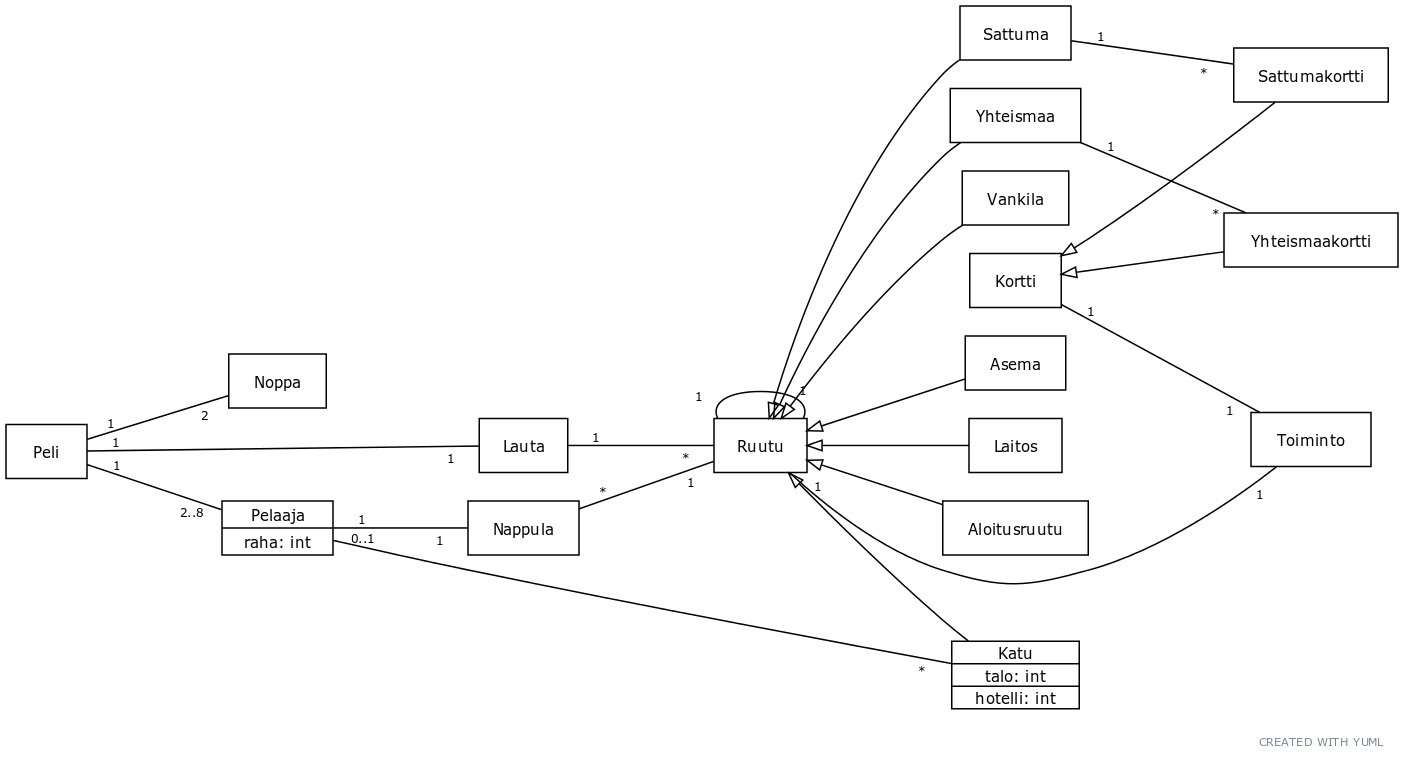 Sattuma
1
*
Sattumakortti
Yhteismaa
1
*
Vankila
Yhteismaakortti
Kortti
1
Asema
Noppa
1
2
1
1
1
Toiminto
Peli
1
1
1
Lauta
1
*
Ruutu
Laitos
1
2..8
Pelaaja
raha: int
1
0..1
1
Nappula
*
1
1
Aloitusruutu
1
*
Katu
talo: int
hotelli: int
CREATED WITH YUML